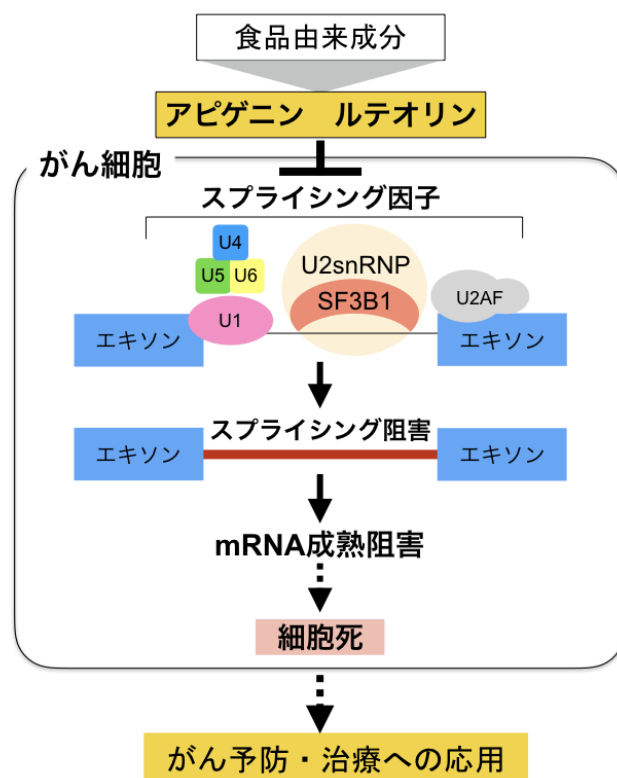 食品由来成分
アピゲニン ルテオリン
がん細胞
スプライシング因子
U4
U5 U6
U1
U2snRNP
SF3B1
U2AF
エキソン
エキソン
スプライシング阻害
エキソン
エキソン
mRNA成熟阻害
細胞死
がん予防・治療への応用